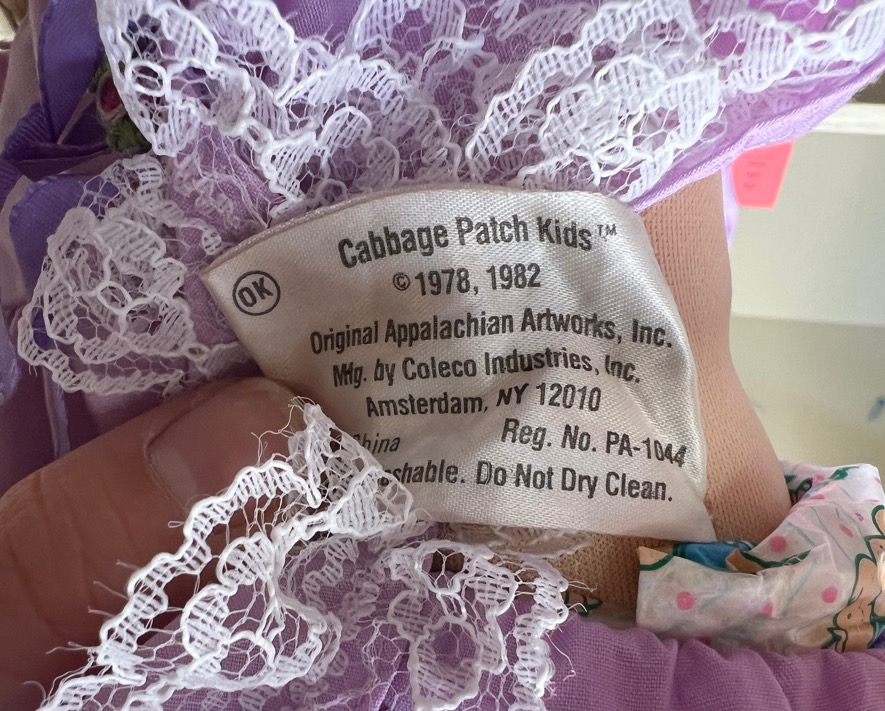 Cabbage Patch Kids™
OK
©1978, 1982
Original Appalachian Artworks, Inc.
Mfg. by Coleco Industries, Inc.
Amsterdam, NY 12010
Reg. No. PA-1044
Do Not Dry Clean.